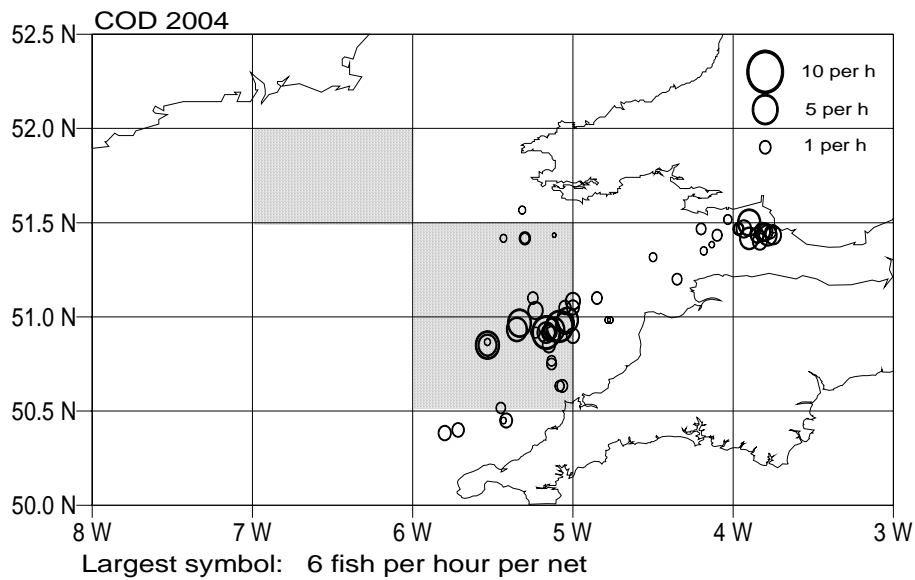 COD 2004
52.5 N
10 per h
5 per h
52.0 N
1 per h
51.5 N
51.0 N
50.5 N
50.0 N
8 W 7 W 6 W 5 W 4 W 3 W
Largest symbol: 6 fish per hour per net